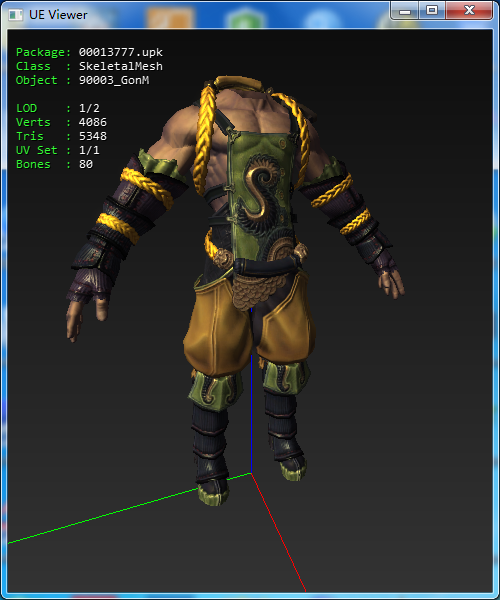 UE Viewer
Package: 00013777.upk
Class : SkeletalMesh
Object : 90003_GonM
LOD : 1/2
Verts : 4086
Tris : 5348
UV Set : 1/1
Bones : 80